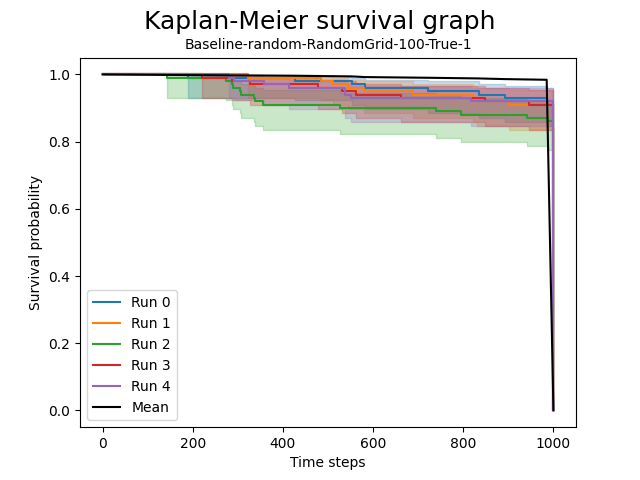 Kaplan-Meier survival graph
Baseline-random-RandomGrid-100-True-1
Survival probability
1.0
0.8
0.6
0.4
0.2
0.0
Run 0
Run 1
Run 2
Run 3
Run 4
Mean
0 200 400 600 800 1000
Time steps